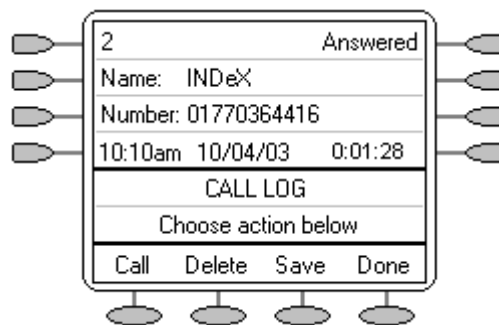 2 Answered
Name: INDeX
Number: 01770364416
10:10am 10/04/03 0:01:28
CALL LOG
Choose action below
Call Delete Save Done